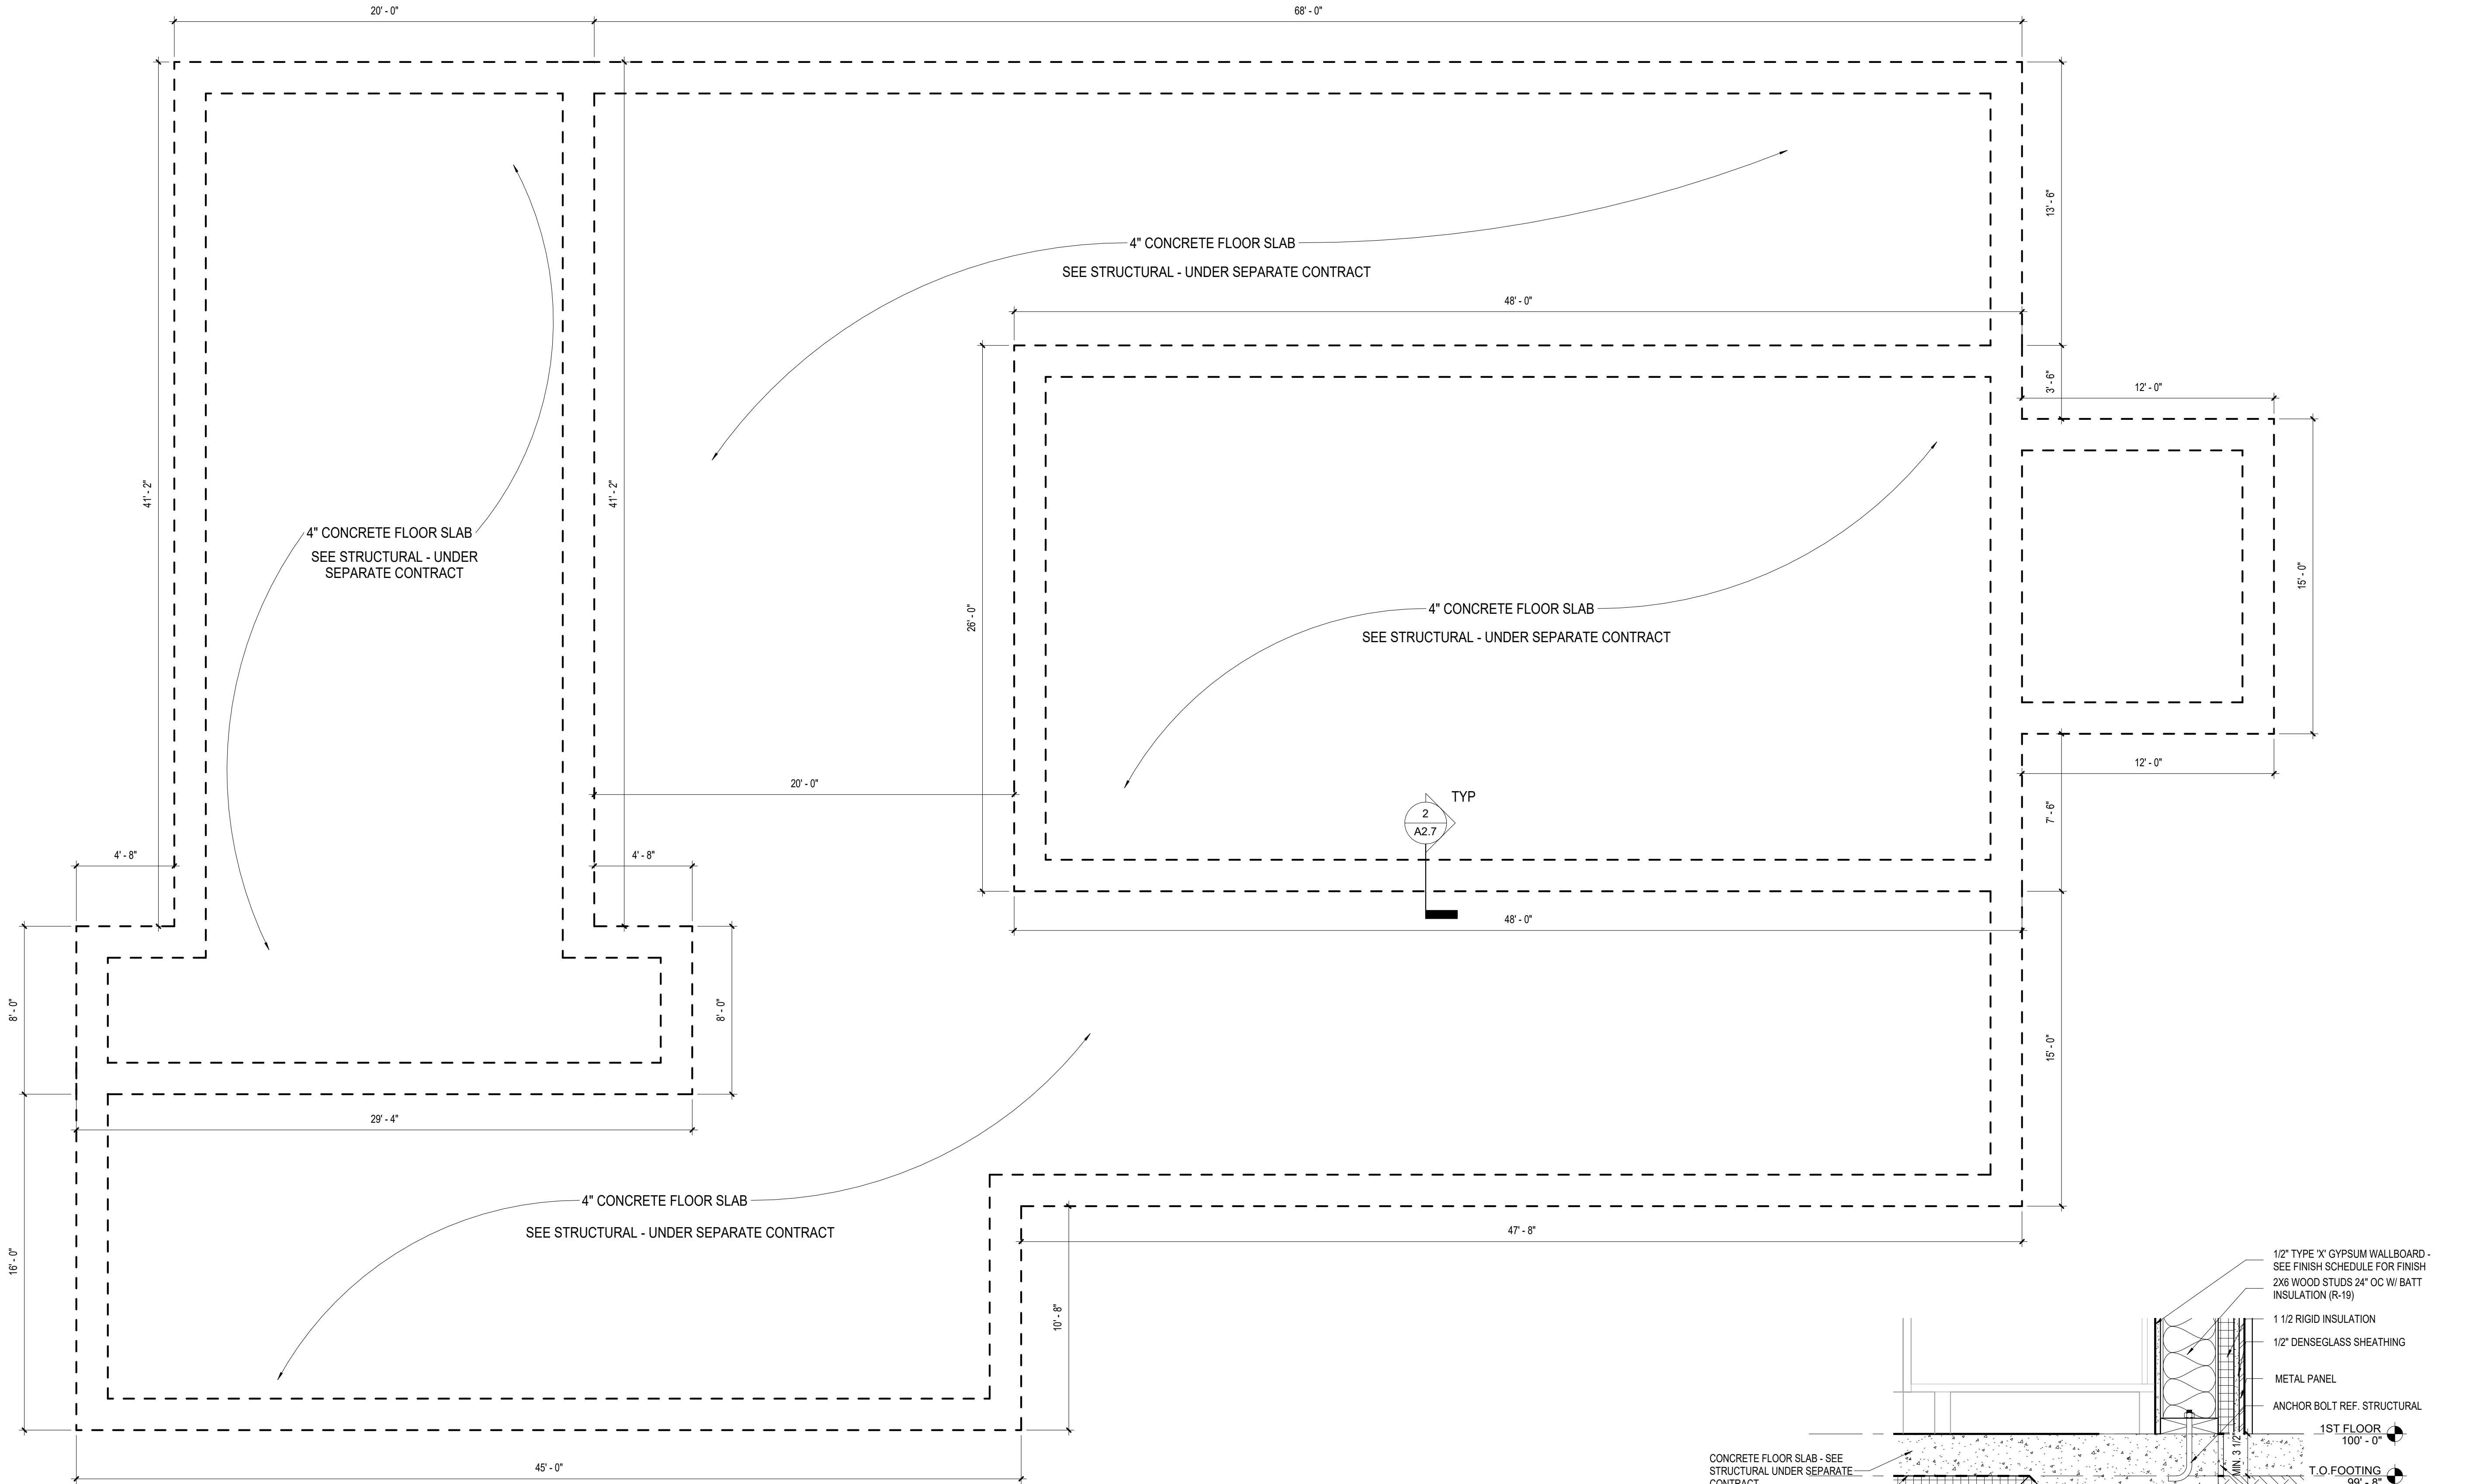 20' - 0"
68' - 0"
13' - 6"
4" CONCRETE FLOOR SLAB
SEE STRUCTURAL - UNDER SEPARATE CONTRACT
48' - 0"
3' - 6"
12' - 0"
41' - 2"
41' - 2"
4" CONCRETE FLOOR SLAB
SEE STRUCTURAL - UNDER
SEPARATE CONTRACT
26' - 0"
4" CONCRETE FLOOR SLAB
SEE STRUCTURAL - UNDER SEPARATE CONTRACT
15' - 0"
12' - 0"
20' - 0"
TYP
2
A2.7
7' - 6"
4' - 8"
4' - 8"
48' - 0"
8' - 0"
8' - 0"
15' - 0"
29' - 4"
4" CONCRETE FLOOR SLAB
SEE STRUCTURAL - UNDER SEPARATE CONTRACT
47' - 8"
16' - 0"
10' - 8"
45' - 0"
1/2" TYPE 'X' GYPSUM WALLBOARD -
SEE FINISH SCHEDULE FOR FINISH
2X6 WOOD STUDS 24" OC W/ BATT
INSULATION (R-19)
1 1/2 RIGID INSULATION
1/2" DENSEGLASS SHEATHING
METAL PANEL
ANCHOR BOLT REF. STRUCTURAL
1ST FLOOR
100' - 0"
MIN. 3 1/2"
CONCRETE FLOOR SLAB - SEE
STRUCTURAL UNDER SEPARATE
CONTRACT
T.O.FOOTING
99' - 8"